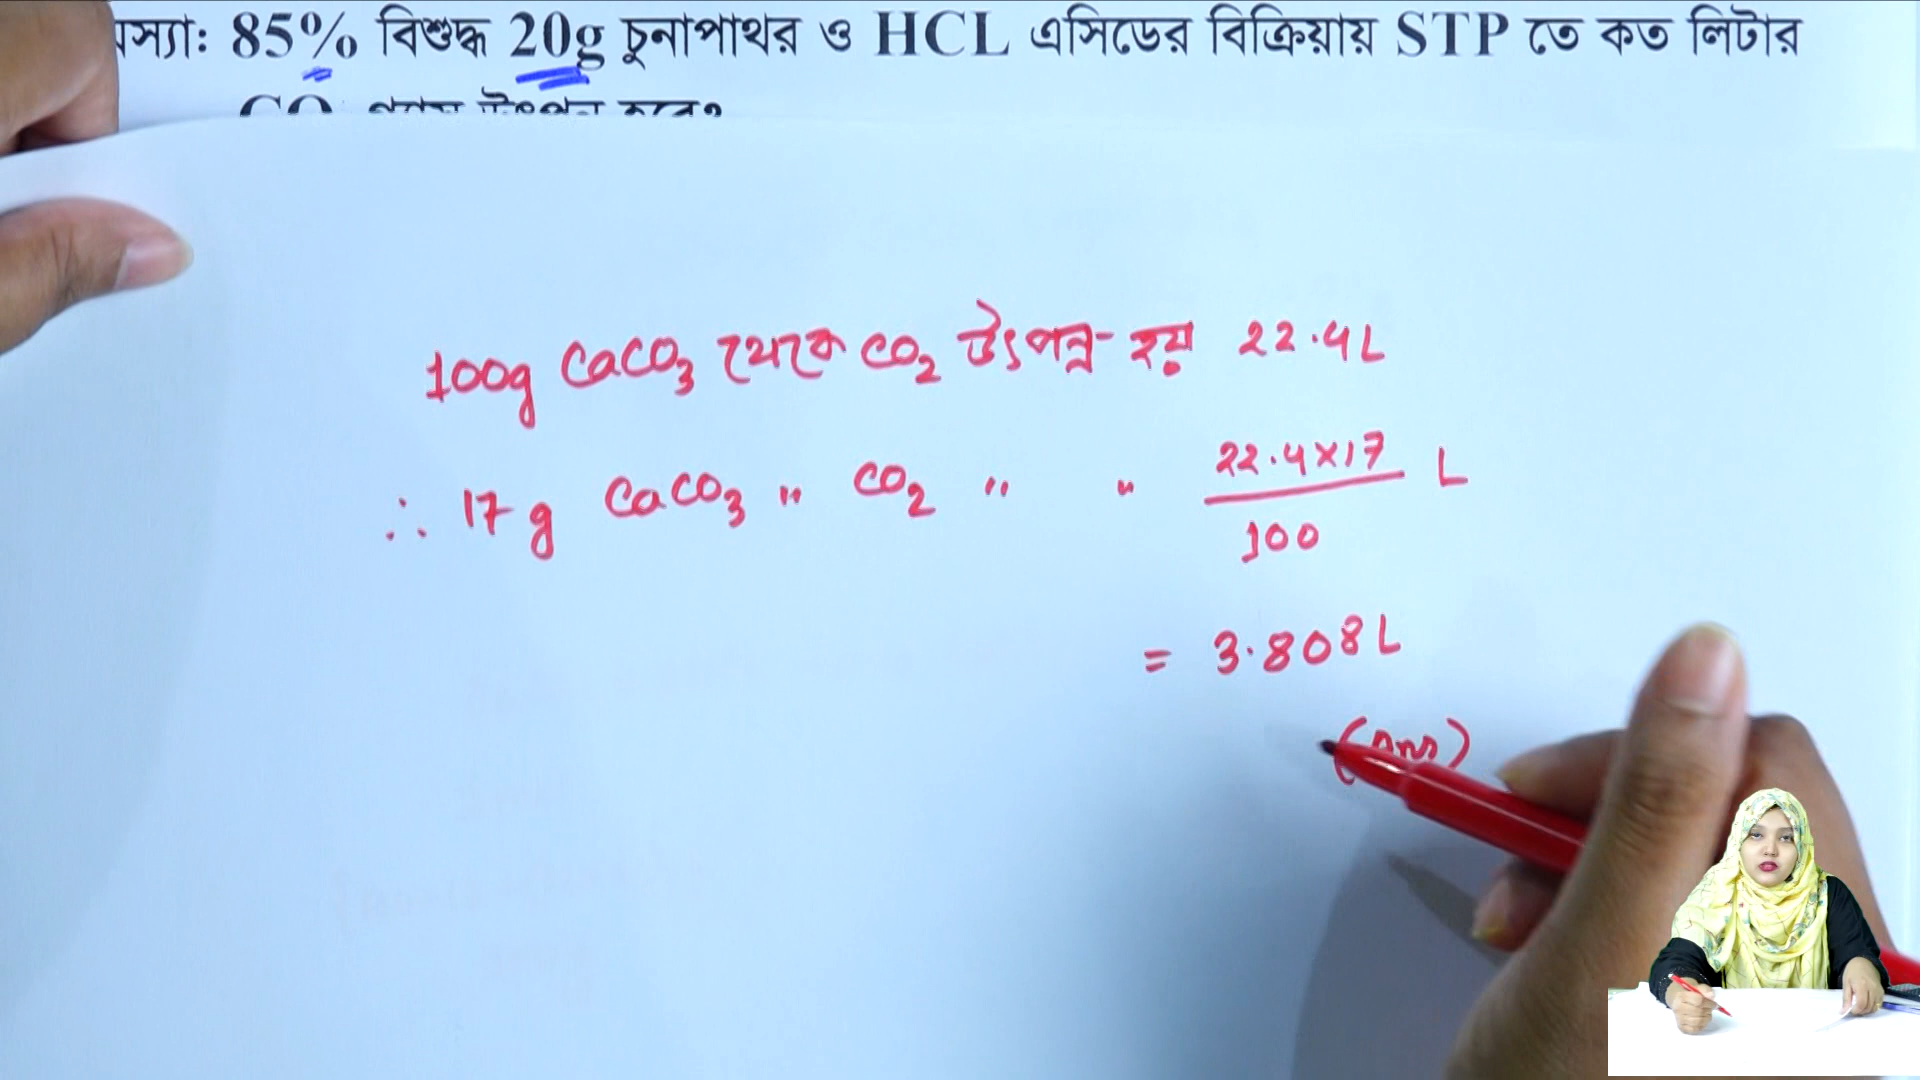 85% বিশুদ্ধ 20g চুনাপাথর ও HCL এসিডের বিক্রিয়ায় STP তে কত লিটার
100g CaCO3 থেকে CO2 উৎপন্ন হয় 22.4L
∴ 17g CaCO3 " CO2 " " 22.4×17 L
100
= 3.808L
(Ans)